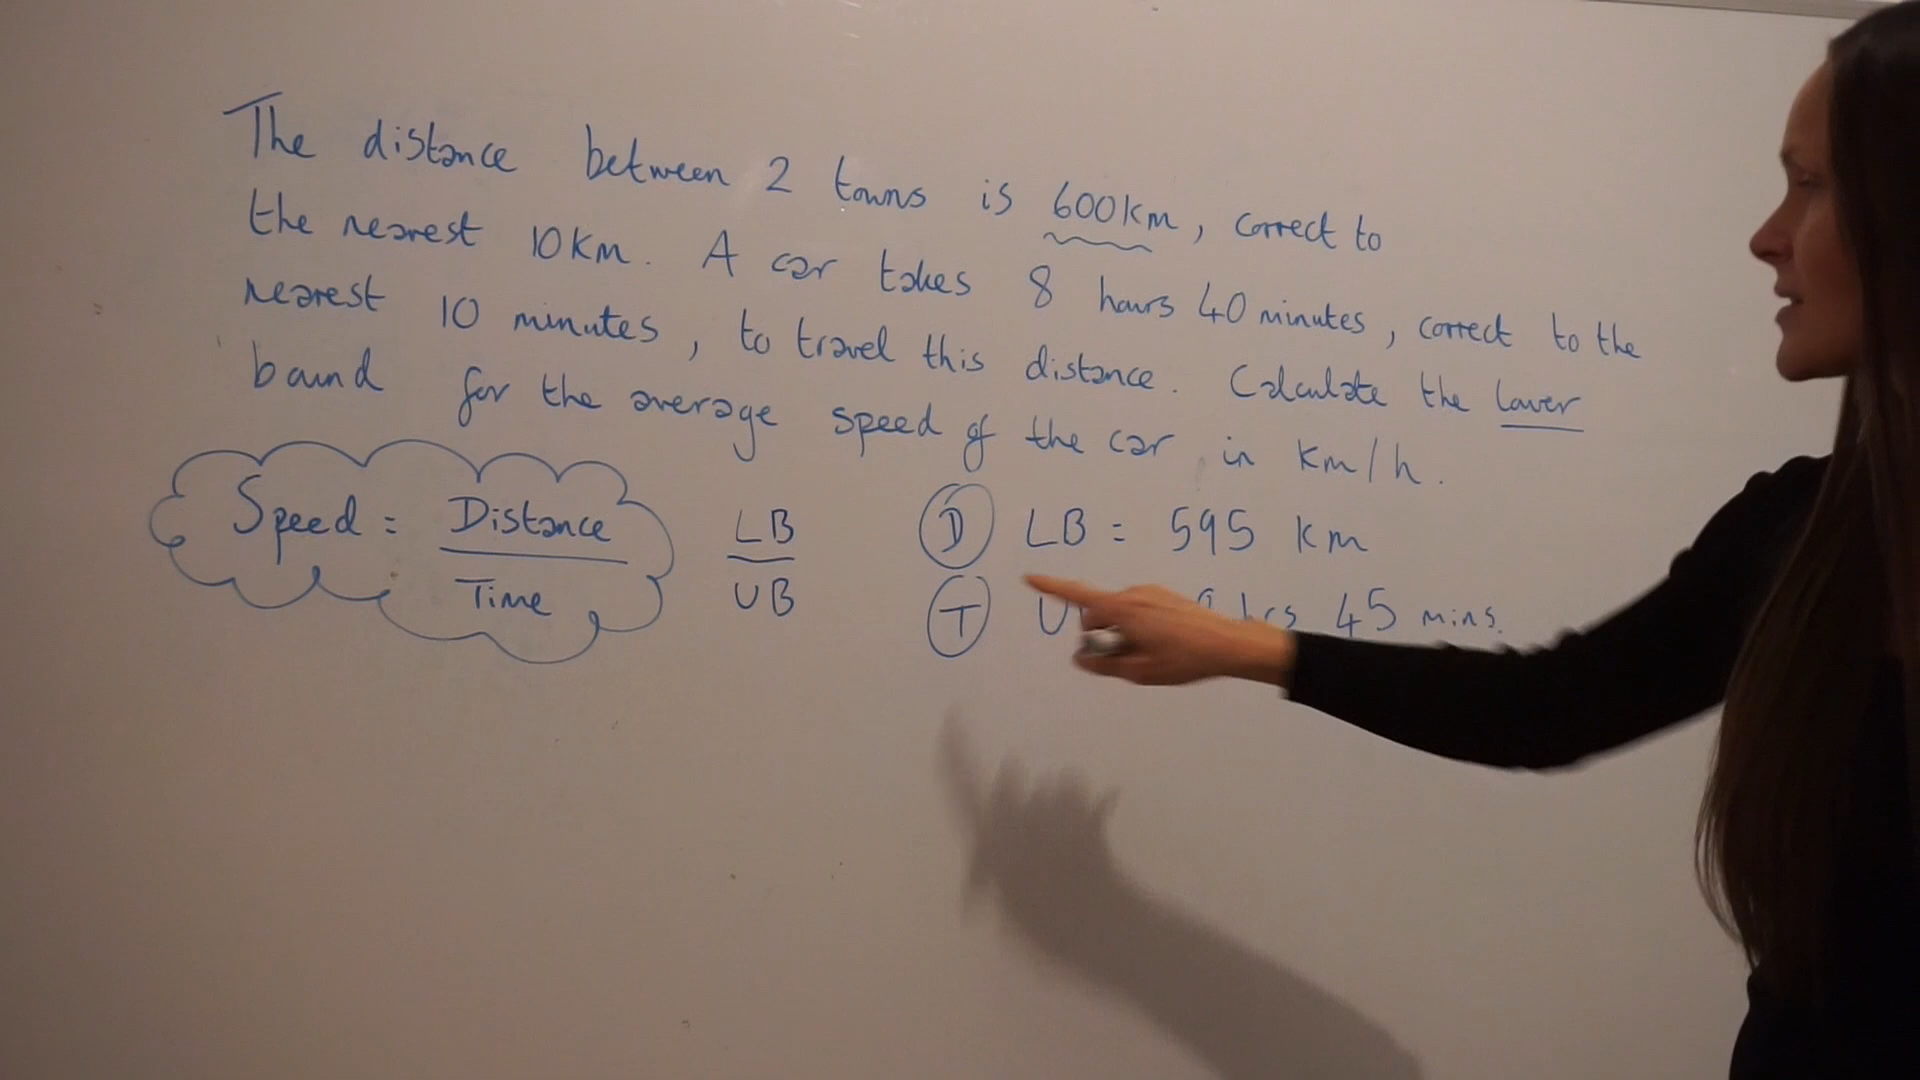 The distance between 2 towns is 600km, correct to
the nearest 10km. A car takes 8 hours 40 minutes, correct to the
nearest 10 minutes, to travel this distance. Calculate the lower
bound for the average speed of the car in km/h.
Speed = Distance
Time
LB
UB
D LB = 595 km
T hrs 45 mins.